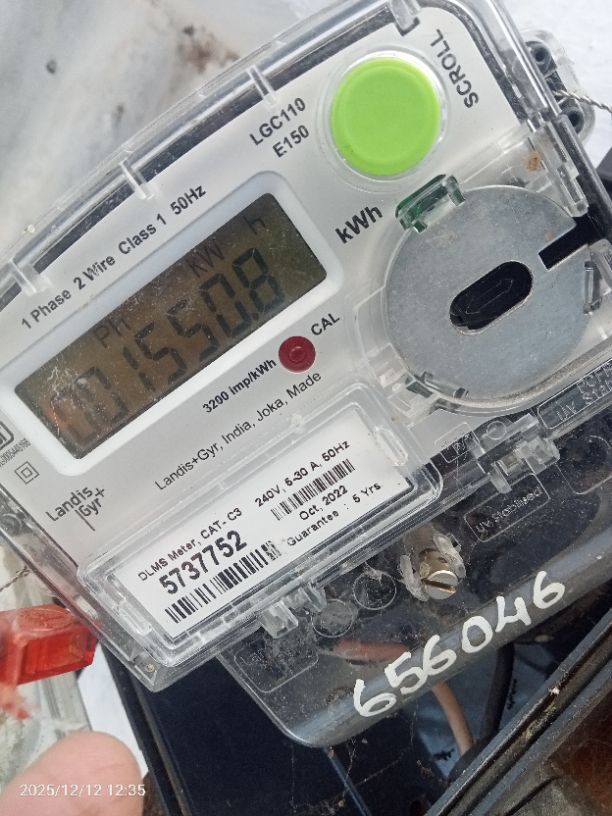 SCROLL
LGC110
E150
kWh
1 Phase 2 Wire Class 1 50Hz
Ph kW h
01550.8
CAL
3200 imp/kWh
Landis+Gyr, India, Joka, Made
Landis
Gyr+
DLMS Meter, CAT.- C3 240V, 5-30 A, 50Hz
5737752
Oct, 2022
Guarantee : 5 Yrs.
UV Stabilised
656046
2025/12/12 12:35